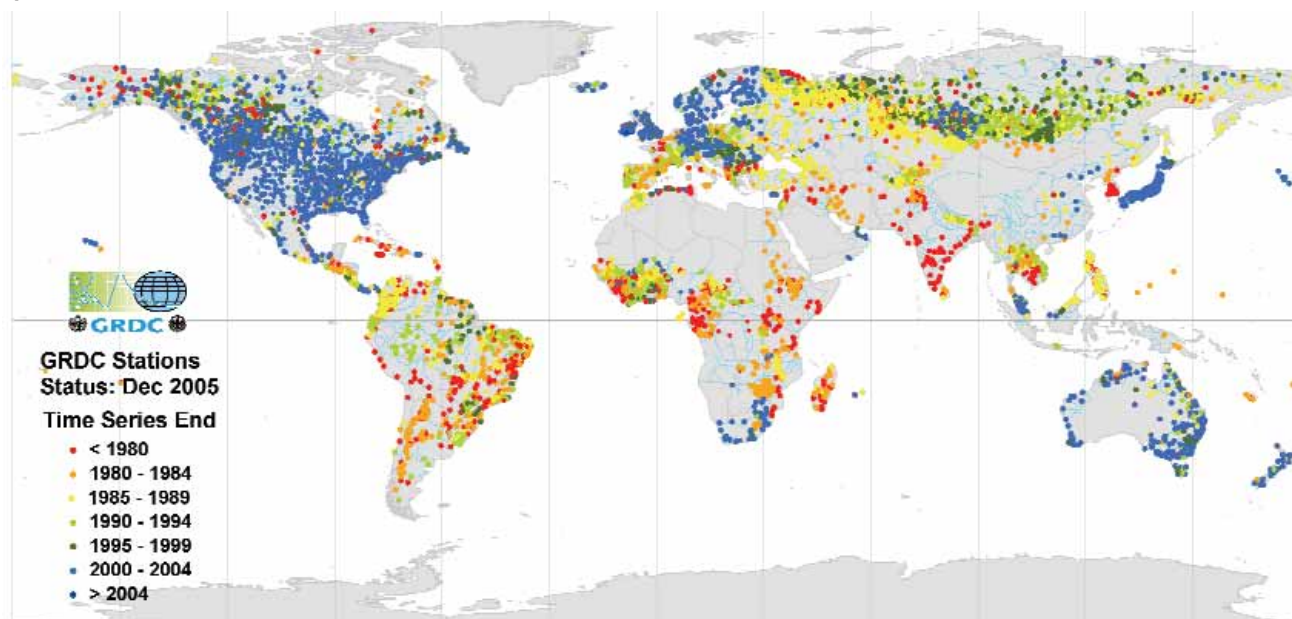 GRDC
GRDC Stations
Status: Dec 2005
Time Series End
< 1980
1980 - 1984
1985 - 1989
1990 - 1994
1995 - 1999
2000 - 2004
> 2004